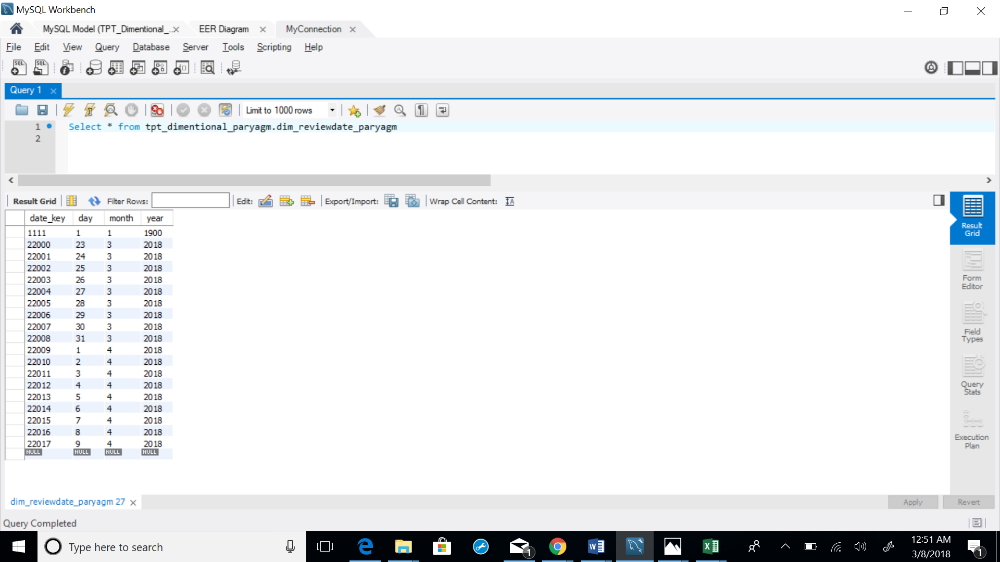 MySQL Workbench
MySQL Model (TPT_Dimentional_... EER Diagram MyConnection
File Edit View Query Database Server Tools Scripting Help
Query 1
Limit to 1000 rows
1 Select * from tpt_dimentional_paryagm.dim_reviewdate_paryagm
2
Result Grid Filter Rows: Edit: Export/Import: Wrap Cell Content:
date_key day month year
1111 1 1 1900
22000 23 3 2018
22001 24 3 2018
22002 25 3 2018
22003 26 3 2018
22004 27 3 2018
22005 28 3 2018
22006 29 3 2018
22007 30 3 2018
22008 31 3 2018
22009 1 4 2018
22010 2 4 2018
22011 3 4 2018
22012 4 4 2018
22013 5 4 2018
22014 6 4 2018
22015 7 4 2018
22016 8 4 2018
22017 9 4 2018
NULL NULL NULL NULL
Result
Grid
Form
Editor
Field
Types
Query
Stats
Execution
Plan
dim_reviewdate_paryagm 27
Apply Revert
Query Completed
Type here to search
1
12:51 AM
3/8/2018
1